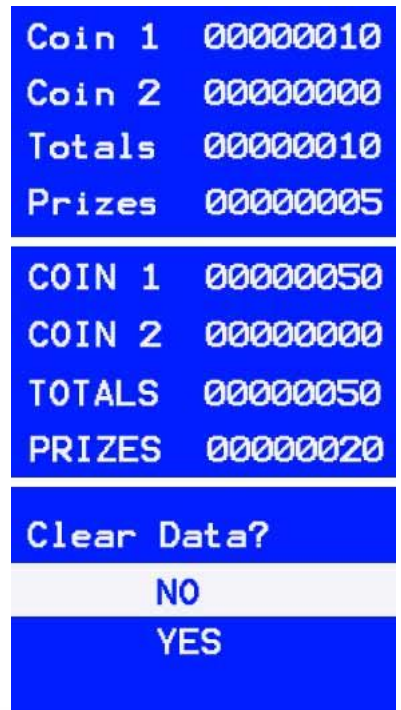 Coin 1 00000010
Coin 2 00000000
Totals 00000010
Prizes 00000005
COIN 1 00000050
COIN 2 00000000
TOTALS 00000050
PRIZES 00000020
Clear Data?
NO
YES